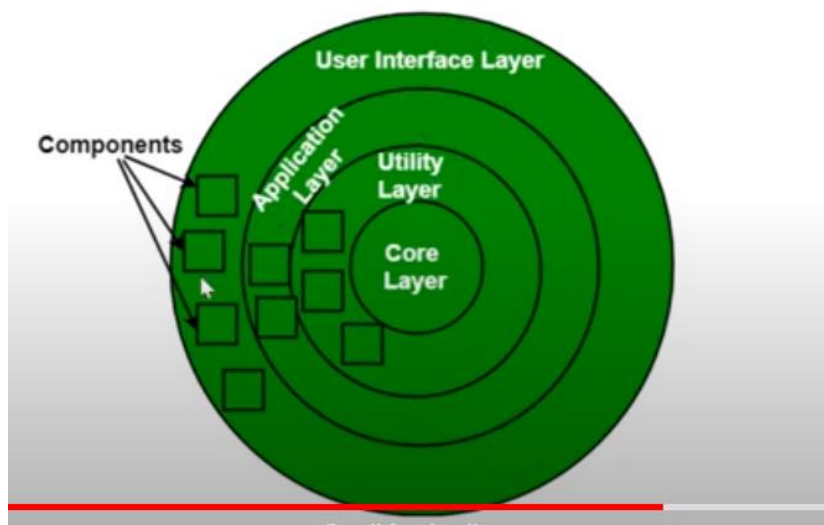 User Interface Layer
Components
Application
Layer
Utility
Layer
Core
Layer